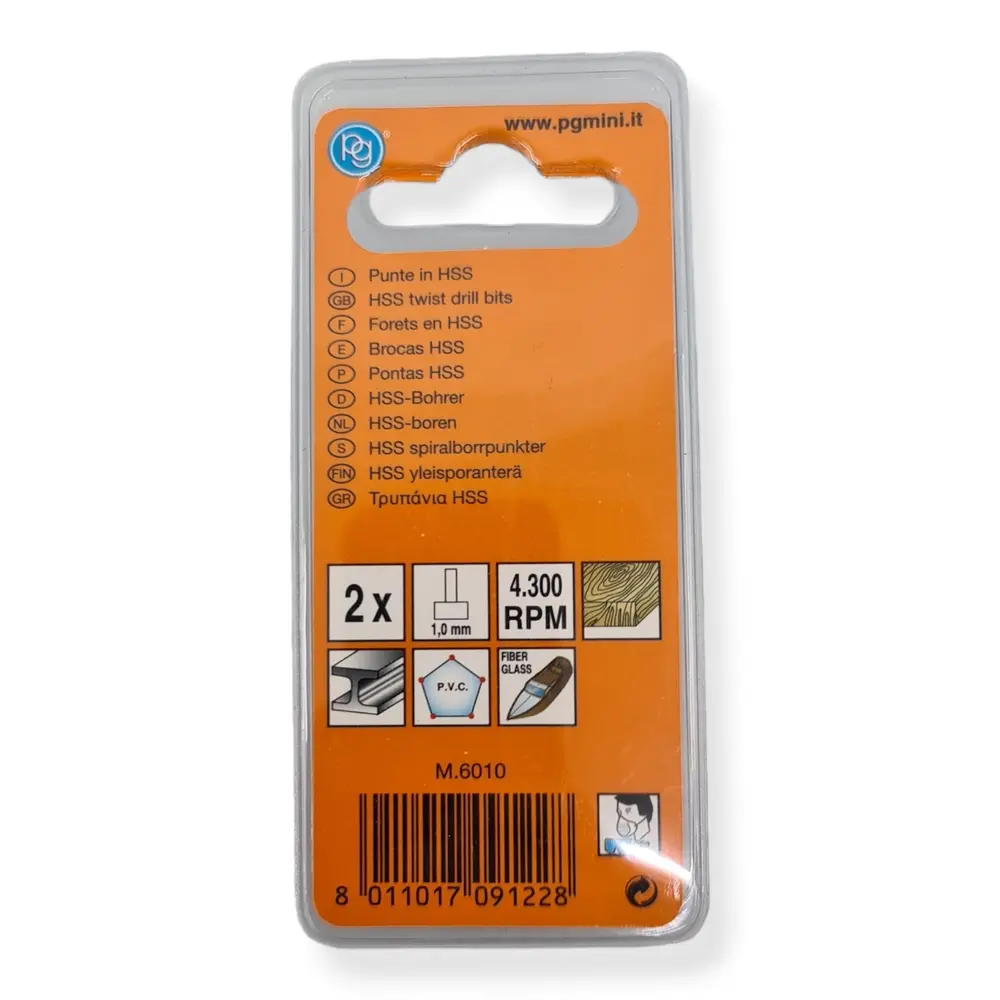 www.pgmini.it
pg®
I Punte in HSS
GB HSS twist drill bits
F Forets en HSS
E Brocas HSS
P Pontas HSS
D HSS-Bohrer
NL HSS-boren
S HSS spiralborrpunkter
FIN HSS yleisporanterä
GR Τρυπάνια HSS
2 x
1,0 mm
4.300
RPM
P.V.C.
FIBER
GLASS
M.6010
8 011017 091228